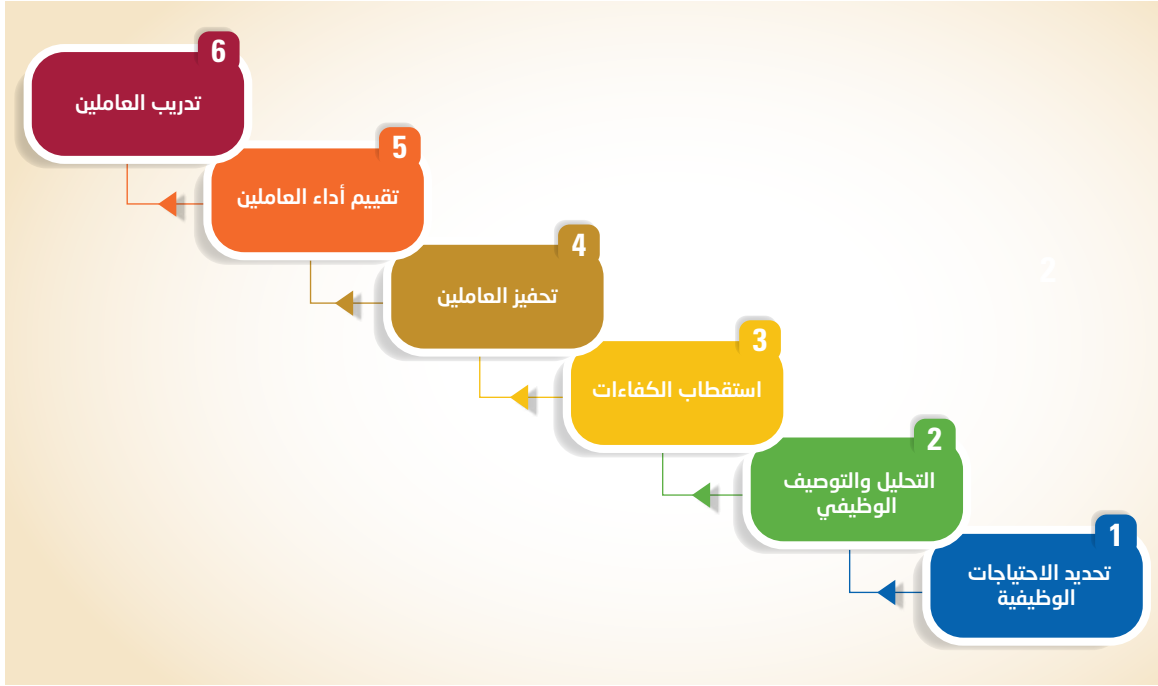 1
تحديد الاحتياجات
الوظيفية
2
التحليل والتوصيف
الوظيفي
3
استقطاب الكفاءات
4
تحفيز العاملين
5
تقييم أداء العاملين
6
تدريب العاملين
2